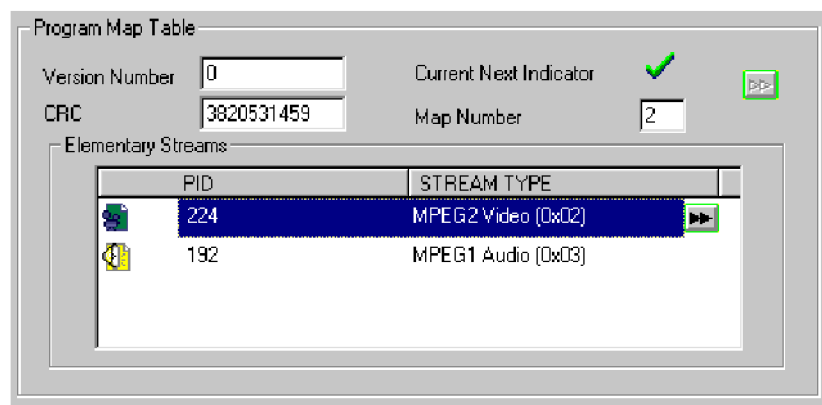 Program Map Table
Version Number 0 Current Next Indicator
CRC 3820531459 Map Number 2
Elementary Streams
PID STREAM TYPE
224 MPEG2 Video (0x02)
192 MPEG1 Audio (0x03)